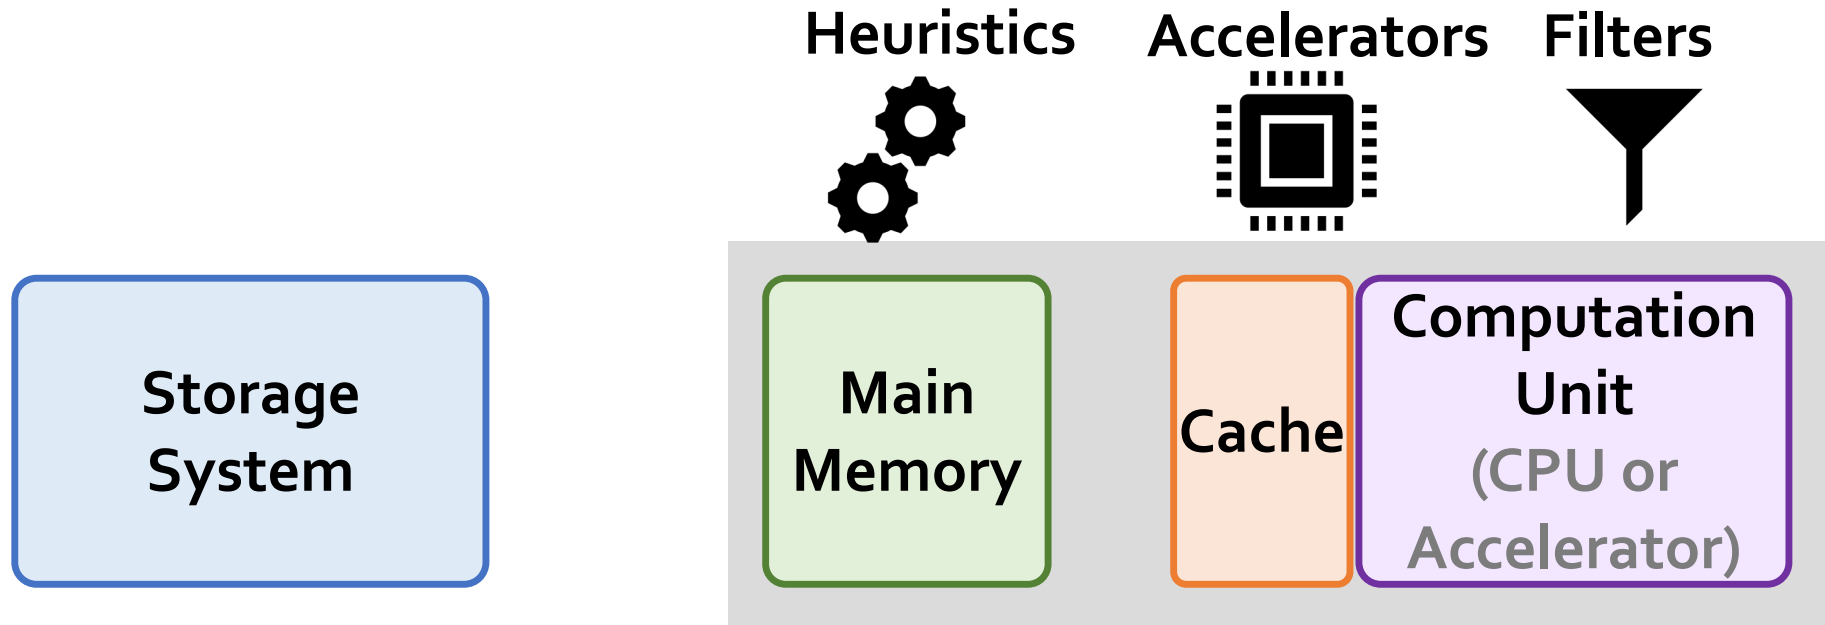 Heuristics
Accelerators
Filters
Storage
System
Main
Memory
Cache
Computation
Unit
(CPU or
Accelerator)